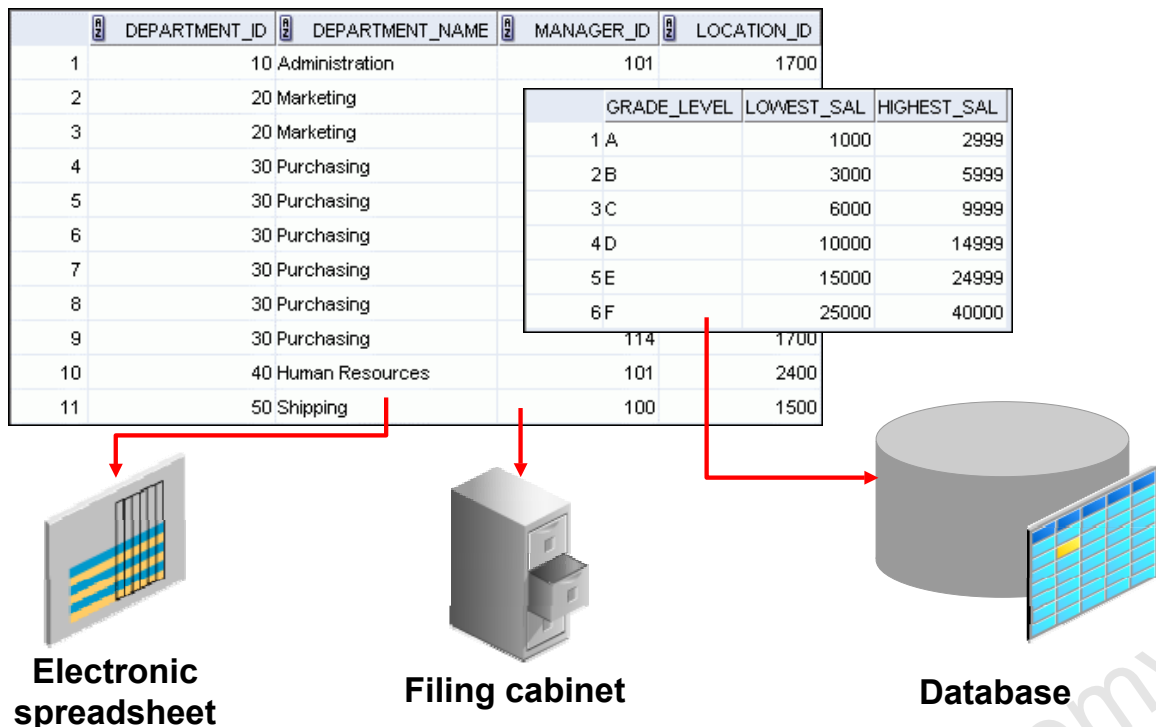 DEPARTMENT_ID DEPARTMENT_NAME MANAGER_ID LOCATION_ID
1 10 Administration 101 1700
2 20 Marketing
3 20 Marketing
4 30 Purchasing
5 30 Purchasing
6 30 Purchasing
7 30 Purchasing
8 30 Purchasing
9 30 Purchasing 114 1700
10 40 Human Resources 101 2400
11 50 Shipping 100 1500
GRADE_LEVEL LOWEST_SAL HIGHEST_SAL
1 A 1000 2999
2 B 3000 5999
3 C 6000 9999
4 D 10000 14999
5 E 15000 24999
6 F 25000 40000
Electronic
spreadsheet
Filing cabinet
Database